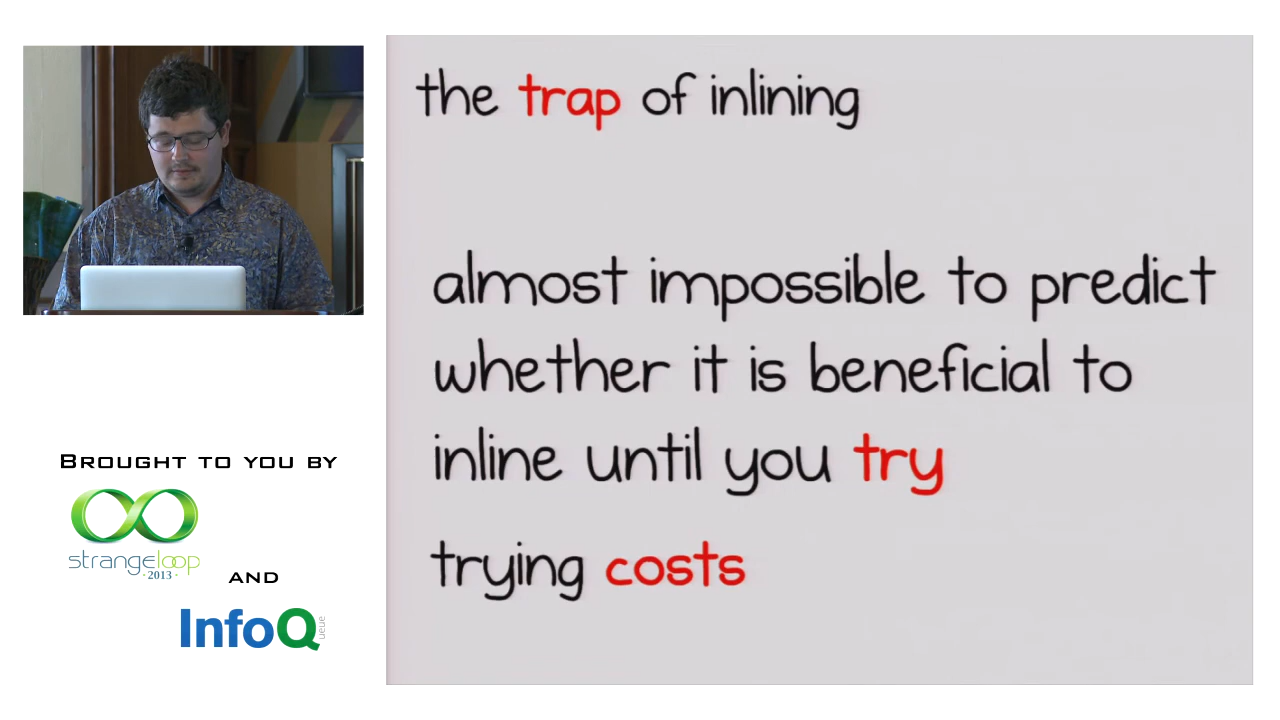 the trap of inlining
almost impossible to predict
whether it is beneficial to
inline until you try
trying costs
BROUGHT TO YOU BY
strangeloop
·2013·
AND
InfoQ
ueue